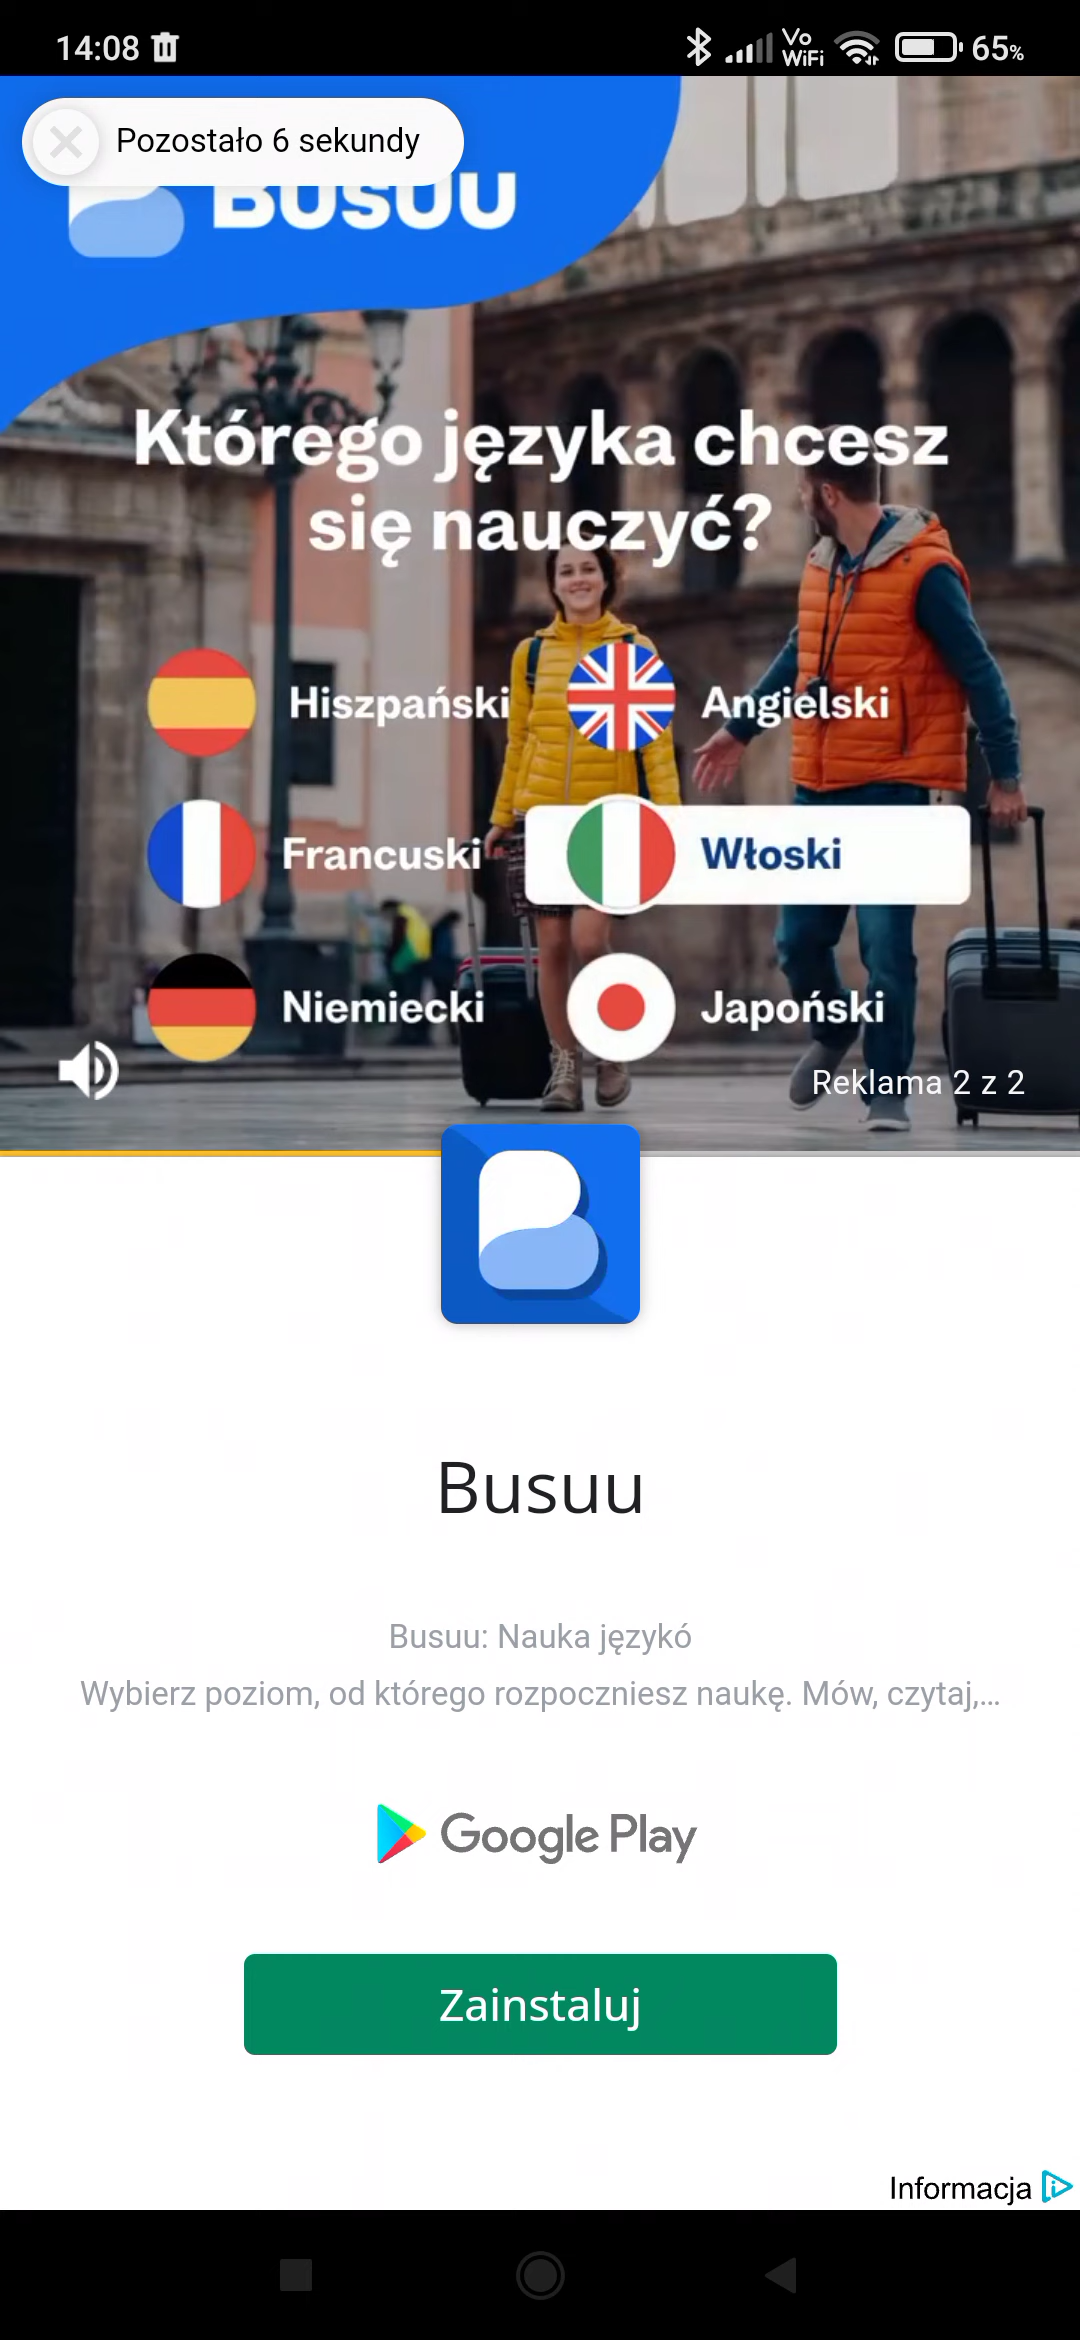 14:08
Vo
WiFi
65%
Pozostało 6 sekundy
BUSUU
Którego języka chcesz
się nauczyć?
Hiszpański
Angielski
Francuski
Włoski
Niemiecki
Japoński
Reklama 2 z 2
Busuu
Busuu: Nauka językó
Wybierz poziom, od którego rozpoczniesz naukę. Mów, czytaj,...
Google Play
Zainstaluj
Informacja